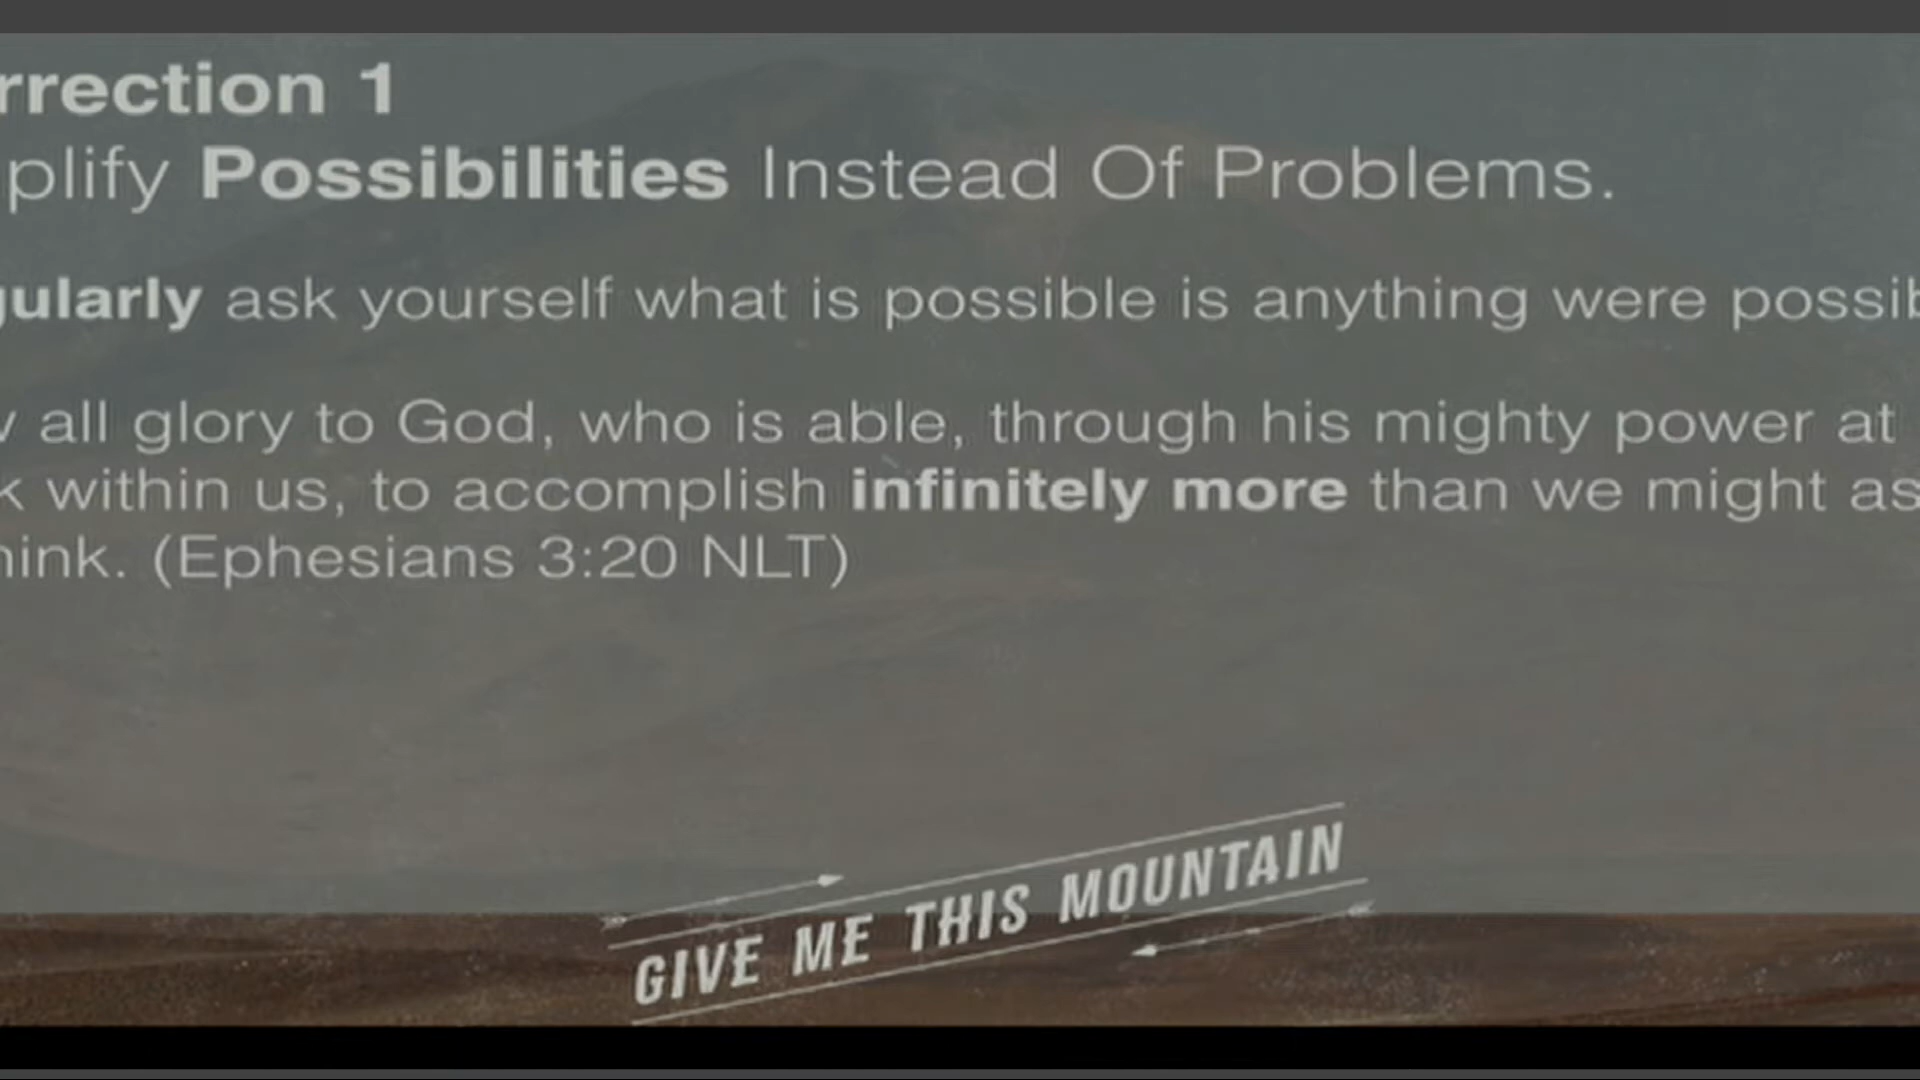 rrection 1
plify Possibilities Instead Of Problems.
gularly ask yourself what is possible is anything were possib
all glory to God, who is able, through his mighty power at
k within us, to accomplish infinitely more than we might as
hink. (Ephesians 3:20 NLT)
GIVE ME THIS MOUNTAIN